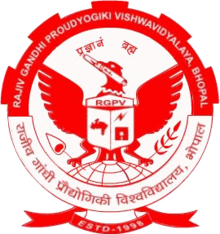 RAJIV GANDHI PROUDYOGIKI VISHWAVIDYALAYA, BHOPAL
प्रज्ञानं ब्रह्म
RGPV
राजीव गांधी प्रौद्योगिकी विश्वविद्यालय, भोपाल
ESTD-1998